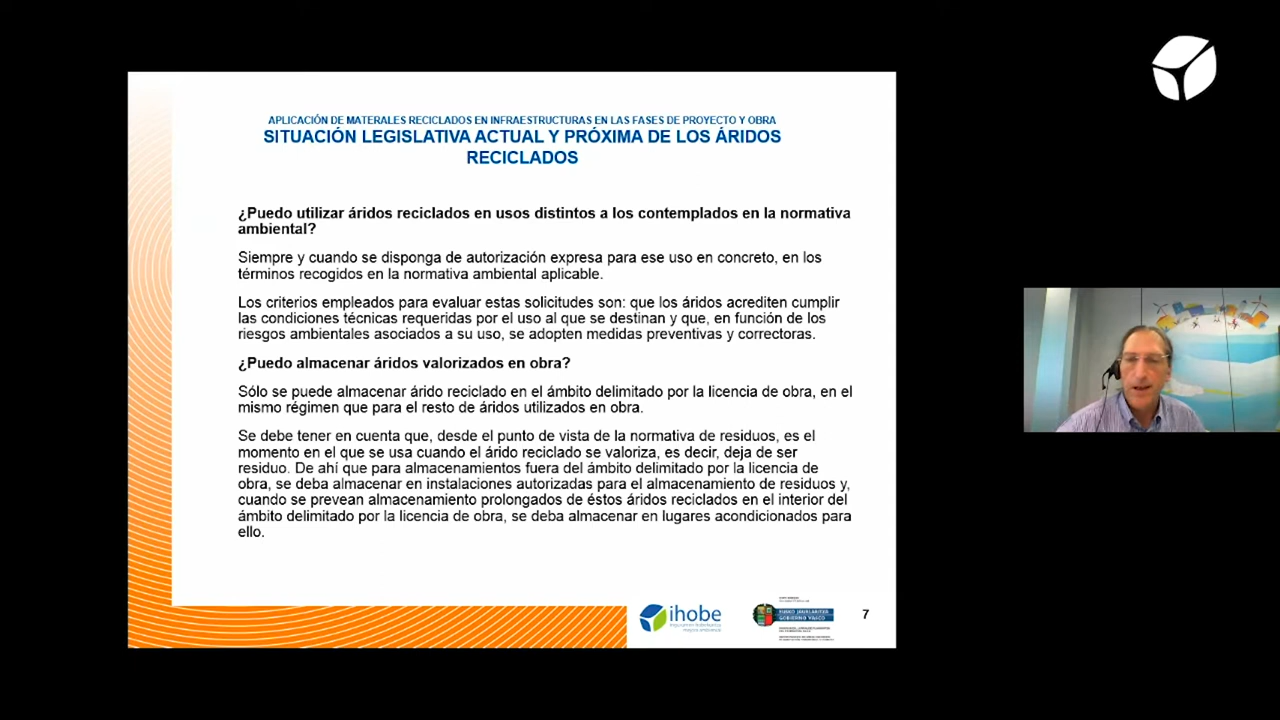 APLICACIÓN DE MATERALES RECICLADOS EN INFRAESTRUCTURAS EN LAS FASES DE PROYECTO Y OBRA
SITUACIÓN LEGISLATIVA ACTUAL Y PRÓXIMA DE LOS ÁRIDOS
RECICLADOS
¿Puedo utilizar áridos reciclados en usos distintos a los contemplados en la normativa
ambiental?
Siempre y cuando se disponga de autorización expresa para ese uso en concreto, en los
términos recogidos en la normativa ambiental aplicable.
Los criterios empleados para evaluar estas solicitudes son: que los áridos acrediten cumplir
las condiciones técnicas requeridas por el uso al que se destinan y que, en función de los
riesgos ambientales asociados a su uso, se adopten medidas preventivas y correctoras.
¿Puedo almacenar áridos valorizados en obra?
Sólo se puede almacenar árido reciclado en el ámbito delimitado por la licencia de obra, en el
mismo régimen que para el resto de áridos utilizados en obra.
Se debe tener en cuenta que, desde el punto de vista de la normativa de residuos, es el
momento en el que se usa cuando el árido reciclado se valoriza, es decir, deja de ser
residuo. De ahí que para almacenamientos fuera del ámbito delimitado por la licencia de
obra, se deba almacenar en instalaciones autorizadas para el almacenamiento de residuos y,
cuando se prevean almacenamiento prolongados de éstos áridos reciclados en el interior del
ámbito delimitado por la licencia de obra, se deba almacenar en lugares acondicionados para
ello.
ihobe
EUSKO JAURLARITZA
GOBIERNO VASCO
7